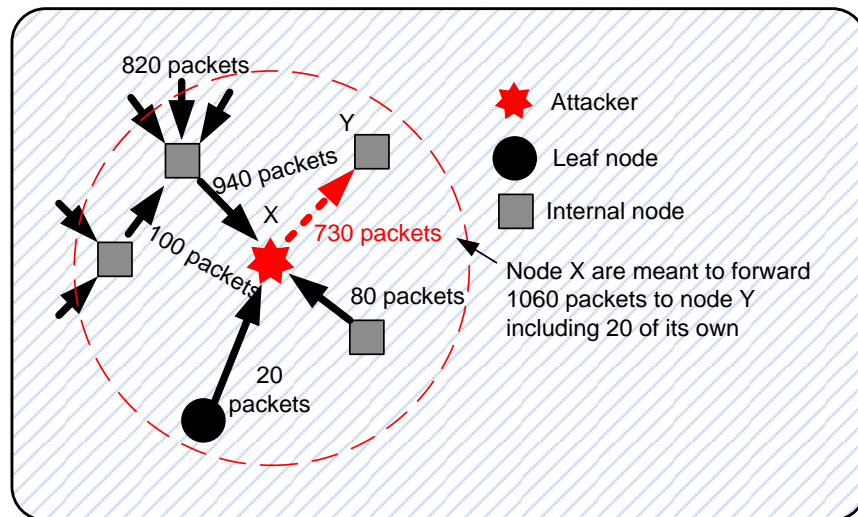 820 packets
Attacker
Y
Leaf node
940 packets
X
Internal node
100 packets
730 packets
Node X are meant to forward
1060 packets to node Y
including 20 of its own
80 packets
20
packets